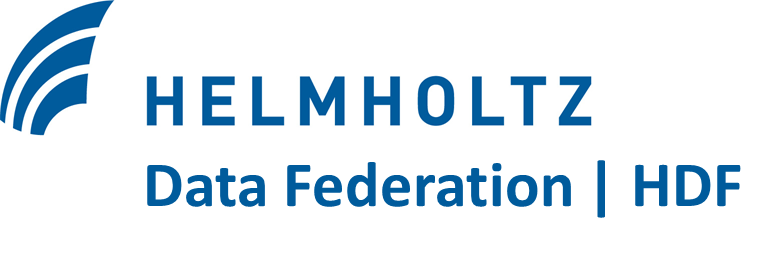 HELMHOLTZ
Data Federation | HDF